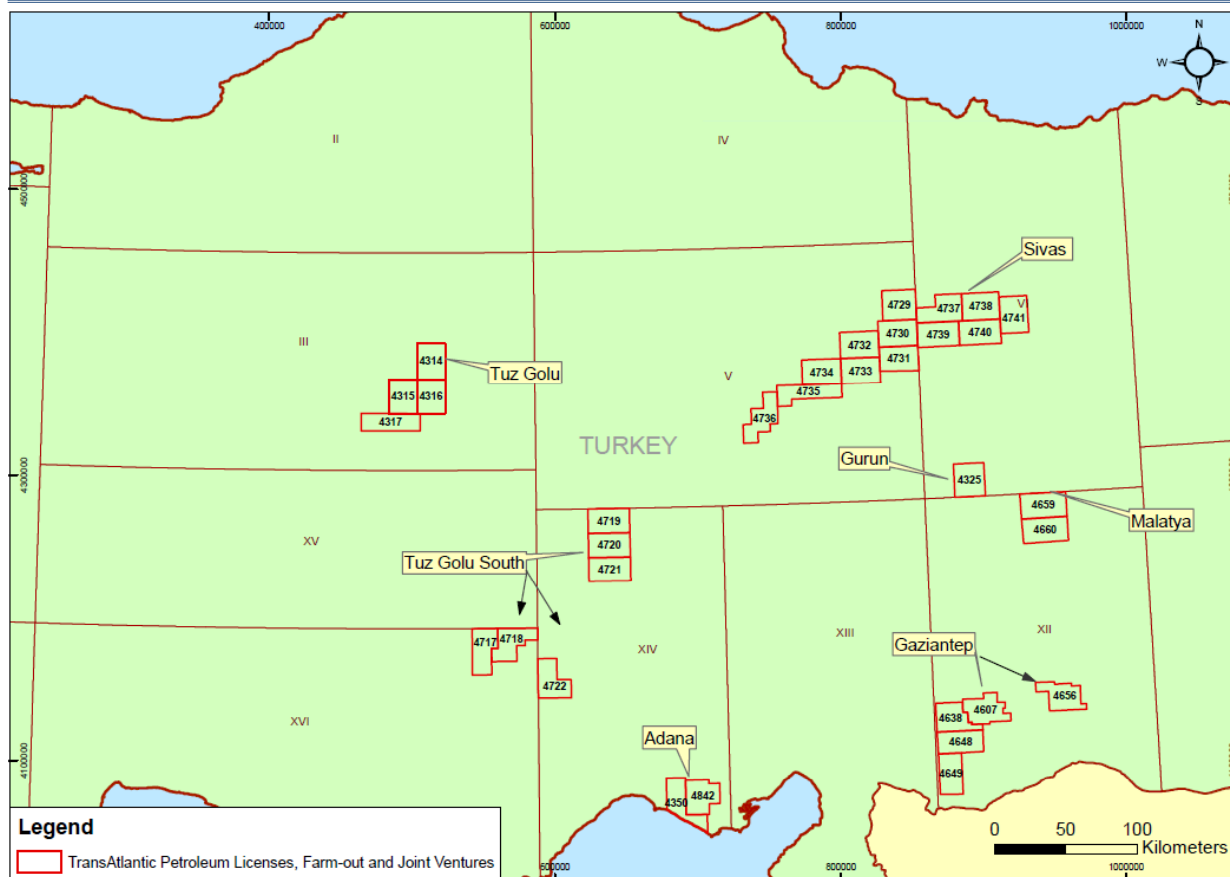 400000
600000
800000
1000000
N
W
S
II
IV
4500000
Sivas
4729
4737
4738
V
4741
4730
4739
4740
III
4732
4731
4314
Tuz Golu
V
4734
4733
4315
4316
4735
4317
4736
TURKEY
Gurun
4300000
4325
4659
Malatya
4719
4660
XV
4720
Tuz Golu South
4721
4717
4718
XIV
XIII
XII
Gaziantep
4722
4656
4607
4638
XVI
Adana
4648
4100000
4649
4350
4842
Legend
0 50 100
Kilometers
TransAtlantic Petroleum Licenses, Farm-out and Joint Ventures
600000
800000
1000000